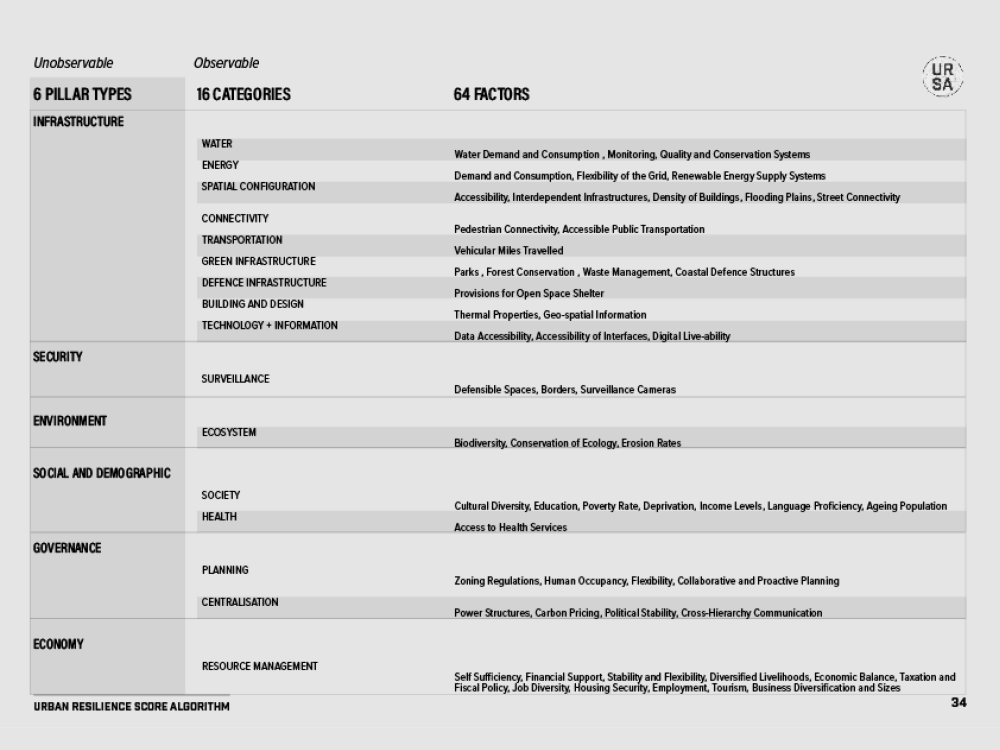 Unobservable Observable
UR
SA
6 PILLAR TYPES 16 CATEGORIES 64 FACTORS
INFRASTRUCTURE
WATER
Water Demand and Consumption , Monitoring, Quality and Conservation Systems
ENERGY
Demand and Consumption, Flexibility of the Grid, Renewable Energy Supply Systems
SPATIAL CONFIGURATION
Accessibility, Interdependent Infrastructures, Density of Buildings, Flooding Plains, Street Connectivity
CONNECTIVITY
Pedestrian Connectivity, Accessible Public Transportation
TRANSPORTATION
Vehicular Miles Travelled
GREEN INFRASTRUCTURE
Parks , Forest Conservation , Waste Management, Coastal Defence Structures
DEFENCE INFRASTRUCTURE
Provisions for Open Space Shelter
BUILDING AND DESIGN
Thermal Properties, Geo-spatial Information
TECHNOLOGY + INFORMATION
Data Accessibility, Accessibility of Interfaces, Digital Live-ability
SECURITY
SURVEILLANCE
Defensible Spaces, Borders, Surveillance Cameras
ENVIRONMENT
ECOSYSTEM
Biodiversity, Conservation of Ecology, Erosion Rates
SOCIAL AND DEMOGRAPHIC
SOCIETY
Cultural Diversity, Education, Poverty Rate, Deprivation, Income Levels, Language Proficiency, Ageing Population
HEALTH
Access to Health Services
GOVERNANCE
PLANNING
Zoning Regulations, Human Occupancy, Flexibility, Collaborative and Proactive Planning
CENTRALISATION
Power Structures, Carbon Pricing, Political Stability, Cross-Hierarchy Communication
ECONOMY
RESOURCE MANAGEMENT
Self Sufficiency, Financial Support, Stability and Flexibility, Diversified Livelihoods, Economic Balance, Taxation and
Fiscal Policy, Job Diversity, Housing Security, Employment, Tourism, Business Diversification and Sizes
URBAN RESILIENCE SCORE ALGORITHM 34